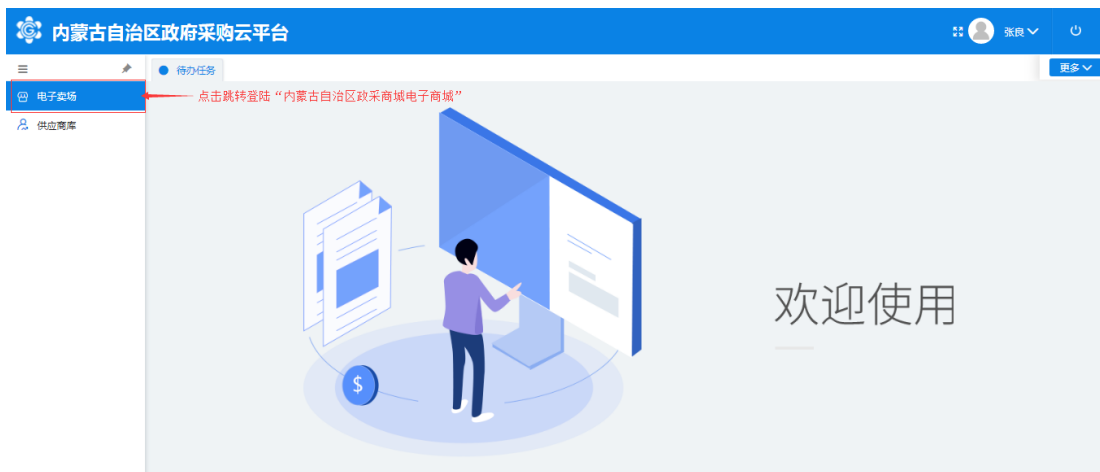 内蒙古自治区政府采购云平台
张良
待办任务
更多
电子卖场
点击跳转登陆“内蒙古自治区政采商城电子商城”
供应商库
$
欢迎使用